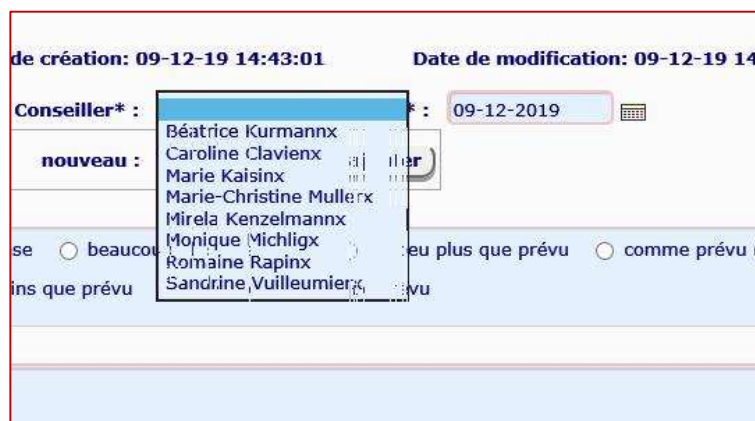 de création: 09-12-19 14:43:01 Date de modification: 09-12-19 14
Conseiller* : * : 09-12-2019
Béatrice Kurmannx
Caroline Clavienx
nouveau : er
Marie Kaisinx
Marie-Christine Mullerx
Mirela Kenzelmannx
Monique Michligx
se beaucou eu plus que prévu comme prévu
Romaine Rapinx
Sandrine Vuilleumierx
ins que prévu vu